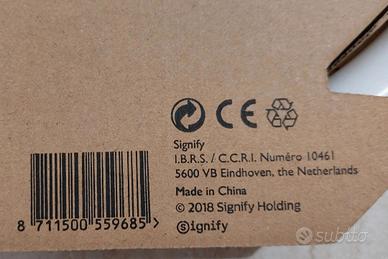 Signify
I.B.R.S. / C.C.R.I. Numéro 10461
5600 VB Eindhoven, the Netherlands
Made in China
© 2018 Signify Holding
Ⓢignify
8 711500 559685 >
subito